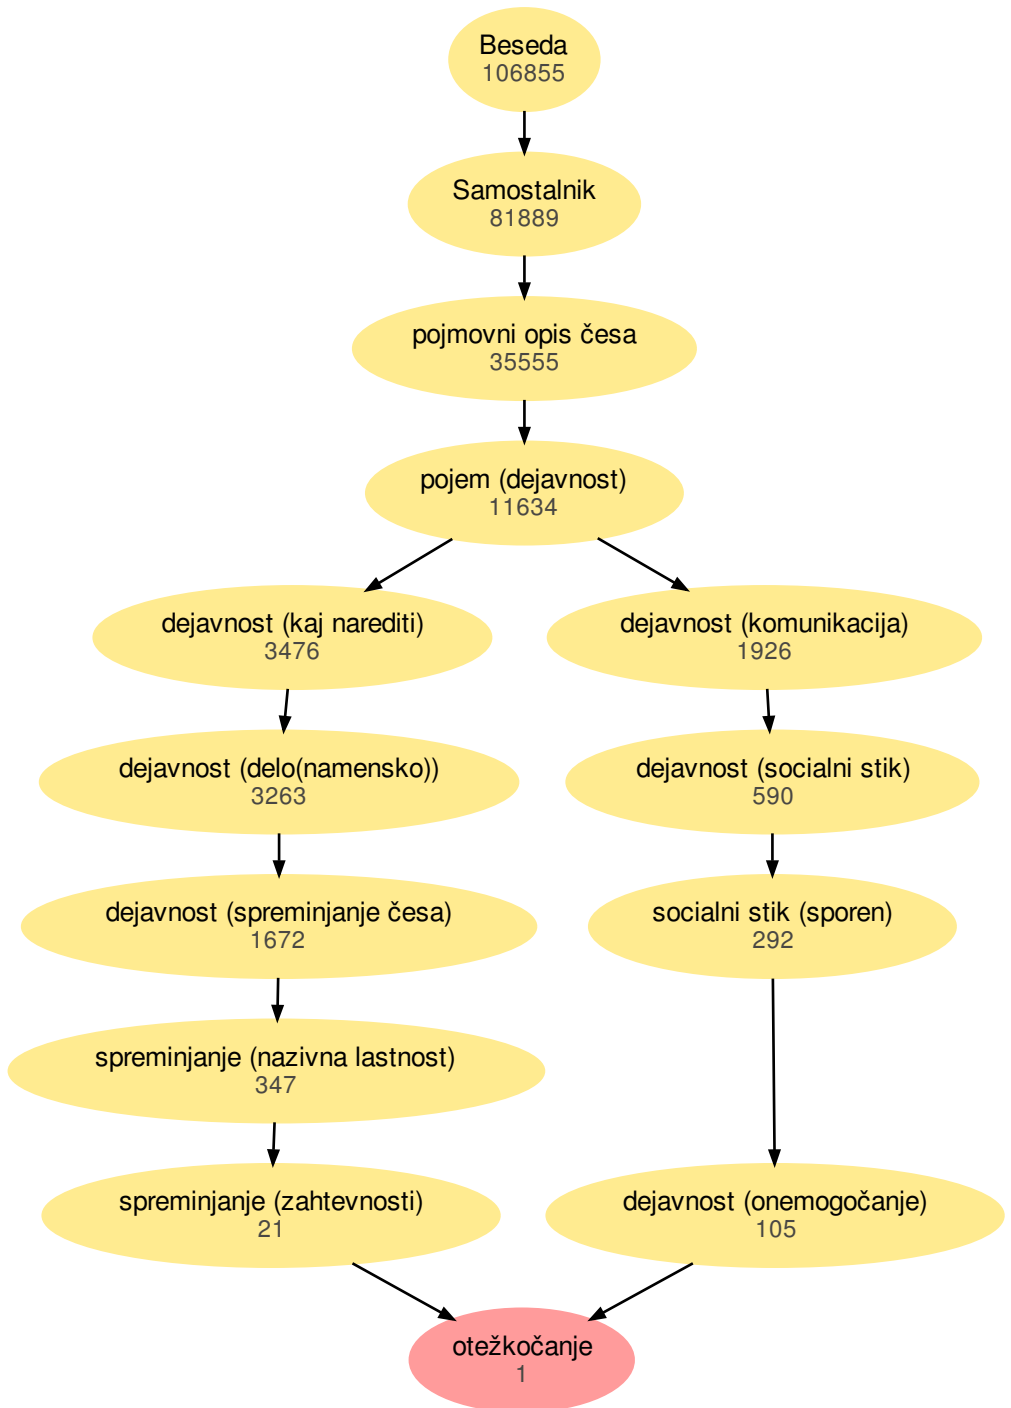 Beseda
106855
Samostalnik
81889
pojmovni opis česa
35555
pojem (dejavnost)
11634
dejavnost (kaj narediti)
3476
dejavnost (komunikacija)
1926
dejavnost (delo(namensko))
3263
dejavnost (socialni stik)
590
dejavnost (spreminjanje česa)
1672
socialni stik (sporen)
292
spreminjanje (nazivna lastnost)
347
spreminjanje (zahtevnosti)
21
dejavnost (onemogočanje)
105
otežkočanje
1